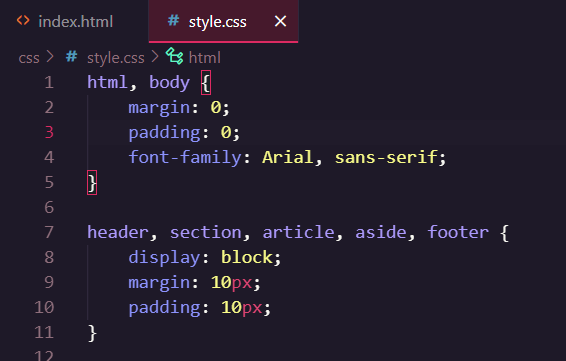 <> index.html # style.css ×
css > # style.css > html
1 html, body {
2     margin: 0;
3     padding: 0;
4     font-family: Arial, sans-serif;
5 }
6
7 header, section, article, aside, footer {
8     display: block;
9     margin: 10px;
10     padding: 10px;
11 }
12